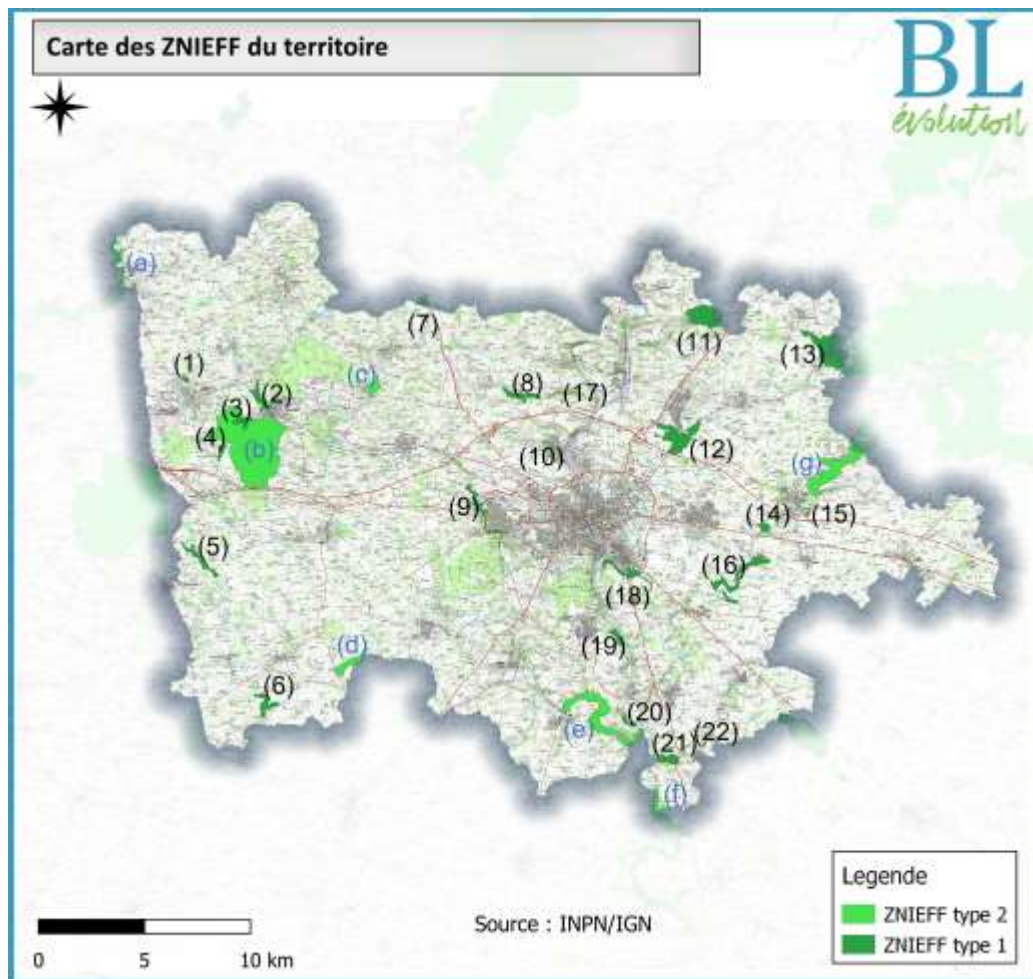 Carte des ZNIEFF du territoire
BL
évolution
(a)
(7)
(11)
(13)
(1)
(c)
(8)
(17)
(2)
(3)
(4)
(b)
(12)
(10)
(g)
(9)
(14)
(15)
(5)
(16)
(18)
(d)
(19)
(6)
(20)
(e)
(22)
(21)
(f)
Legende
ZNIEFF type 2
ZNIEFF type 1
Source : INPN/IGN
0 5 10 km